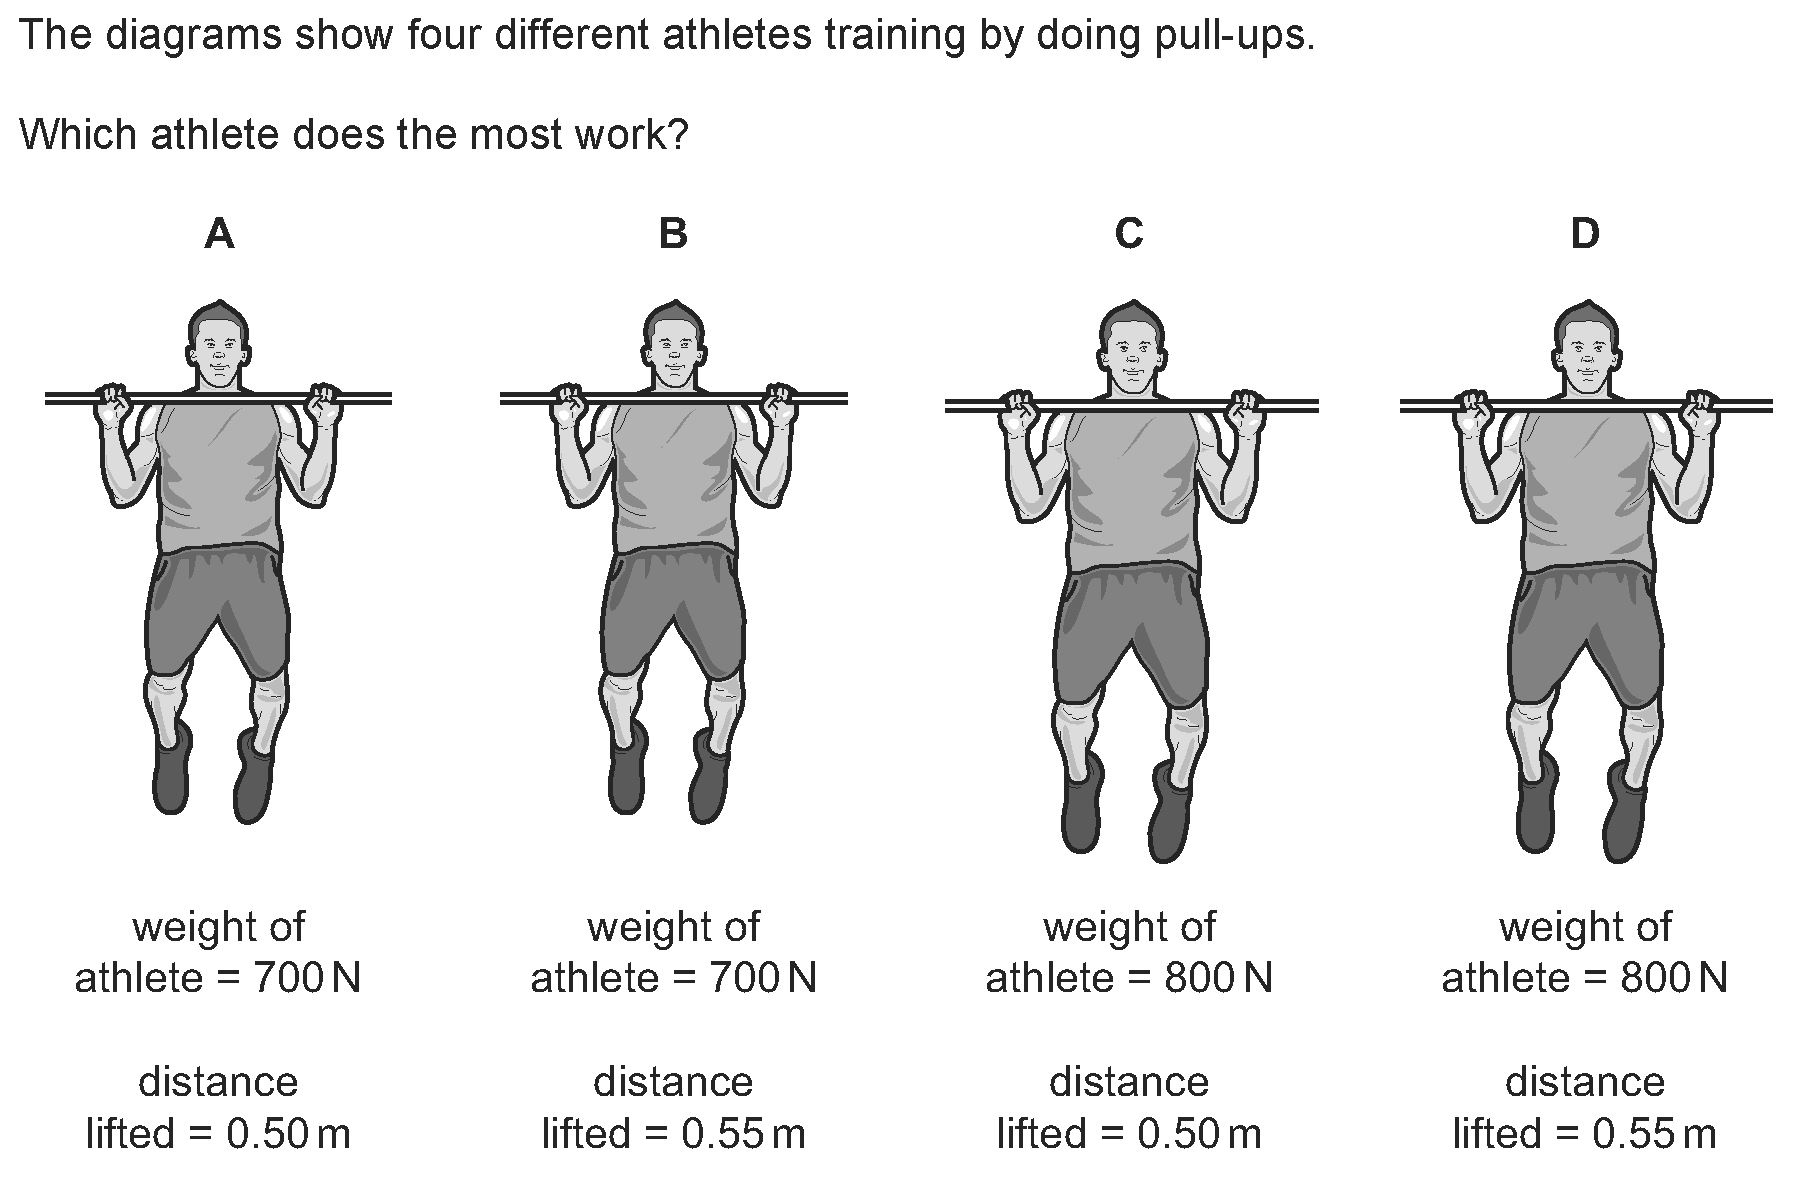 The diagrams show four different athletes training by doing pull-ups.
Which athlete does the most work?
A B C D
weight of weight of weight of weight of
athlete = 700 N athlete = 700 N athlete = 800 N athlete = 800 N
distance distance distance distance
lifted = 0.50 m lifted = 0.55 m lifted = 0.50 m lifted = 0.55 m